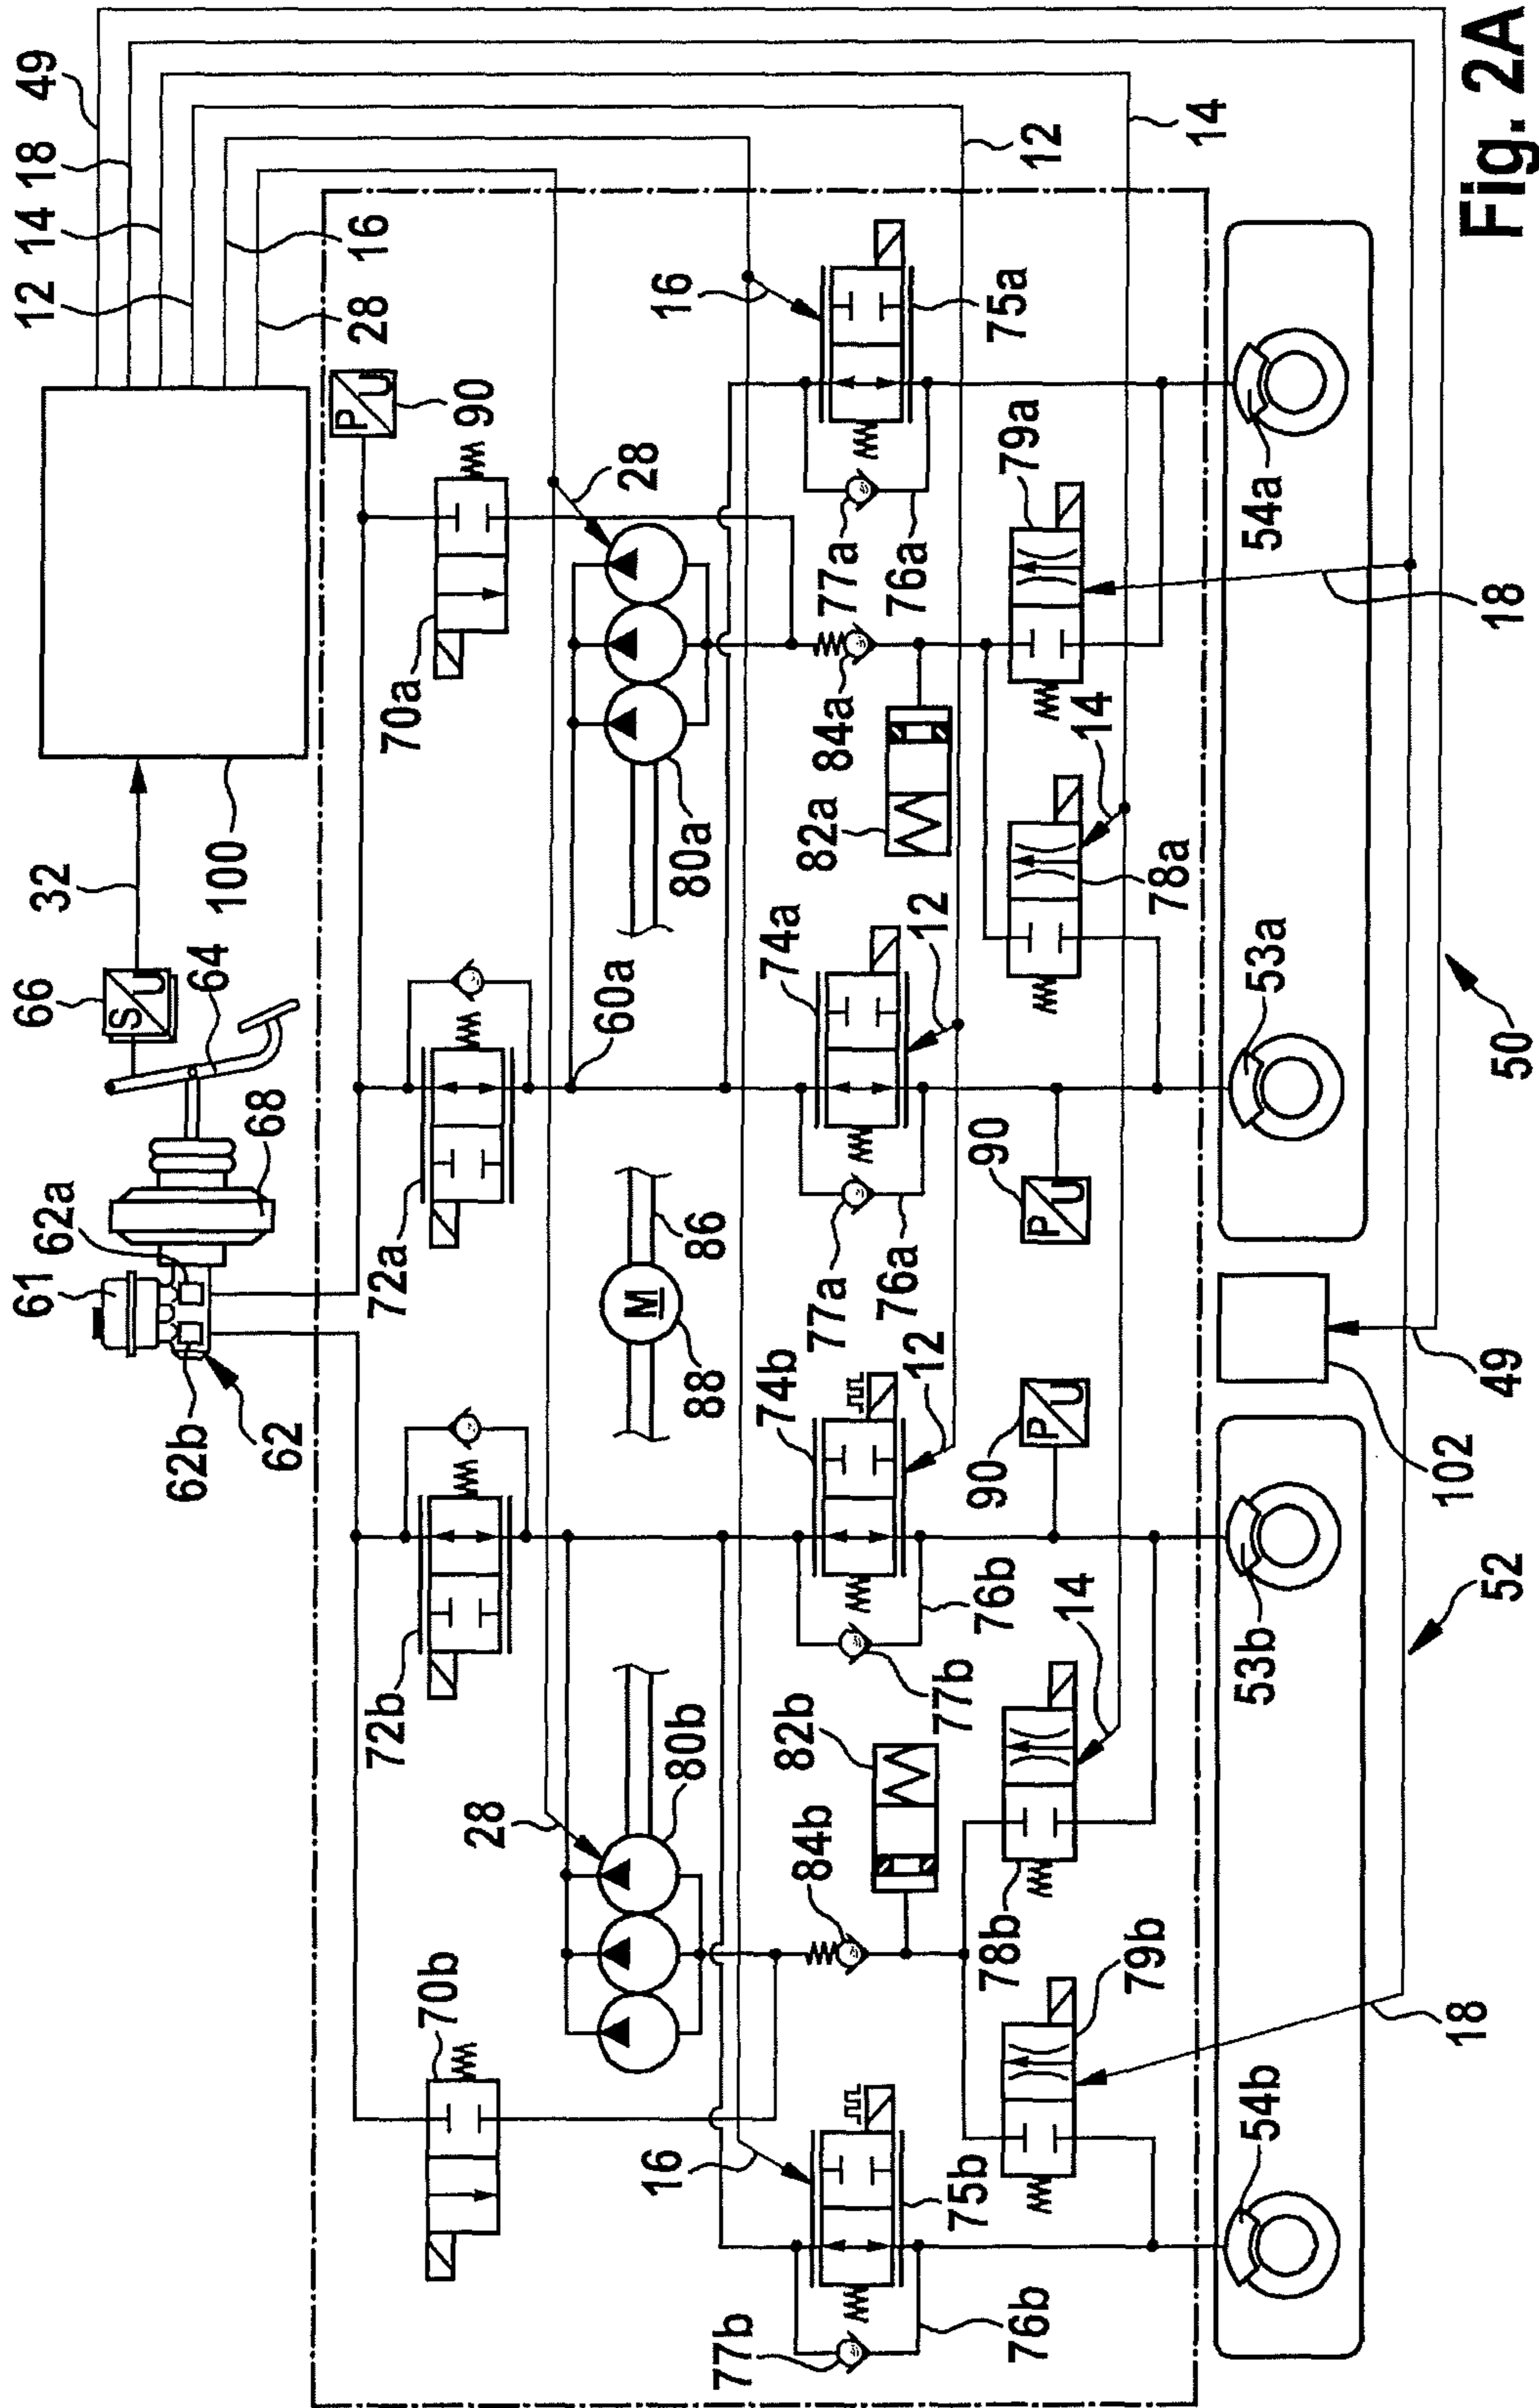 49
18
14
12
16
28
32
100
66
S
U
64
68
62a
61
62b
62
P
U
90
70a
28
80a
60a
72a
86
M
88
72b
28
80b
70b
16
75a
77a
76a
84a
82a
79a
18
14
78a
12
74a
77a
76a
90
P
U
12
74b
90
P
U
76b
77b
14
82b
84b
78b
79b
18
16
75b
76b
77b
12
14
54a
53a
50
49
102
53b
52
54b
Fig. 2A